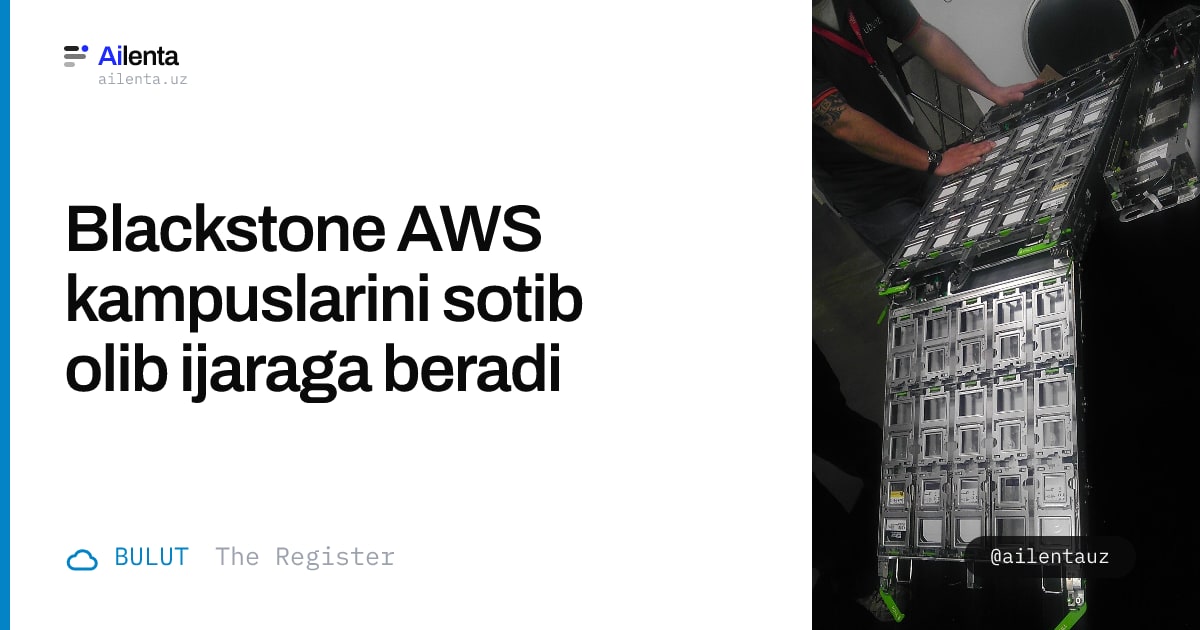 Ailenta
ailenta.uz
Blackstone AWS
kampuslarini sotib
olib ijaraga beradi
BULUT The Register
@ailentauz